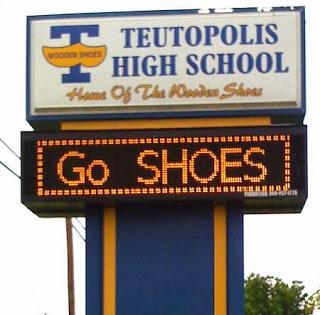 TEUTOPOLIS
HIGH SCHOOL
T
WOODEN SHOES
Home Of The Wooden Shoes
Go SHOES